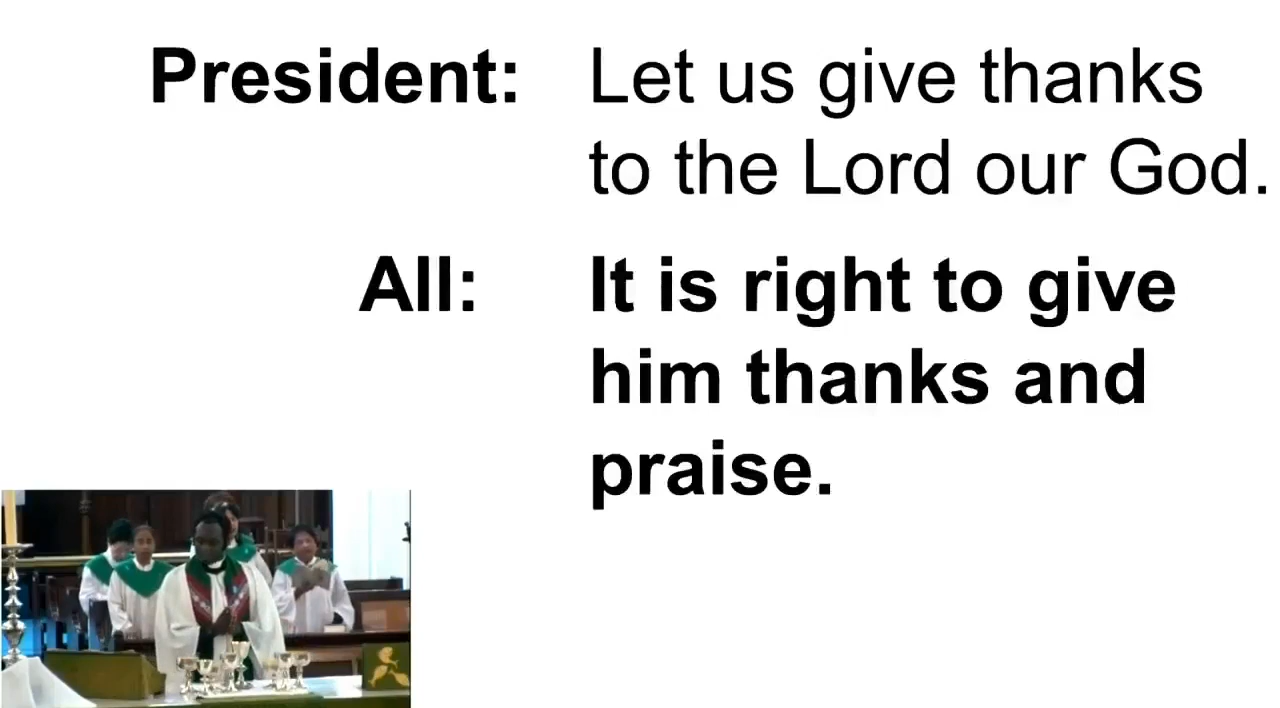 President: Let us give thanks
to the Lord our God.
All: It is right to give
him thanks and
praise.